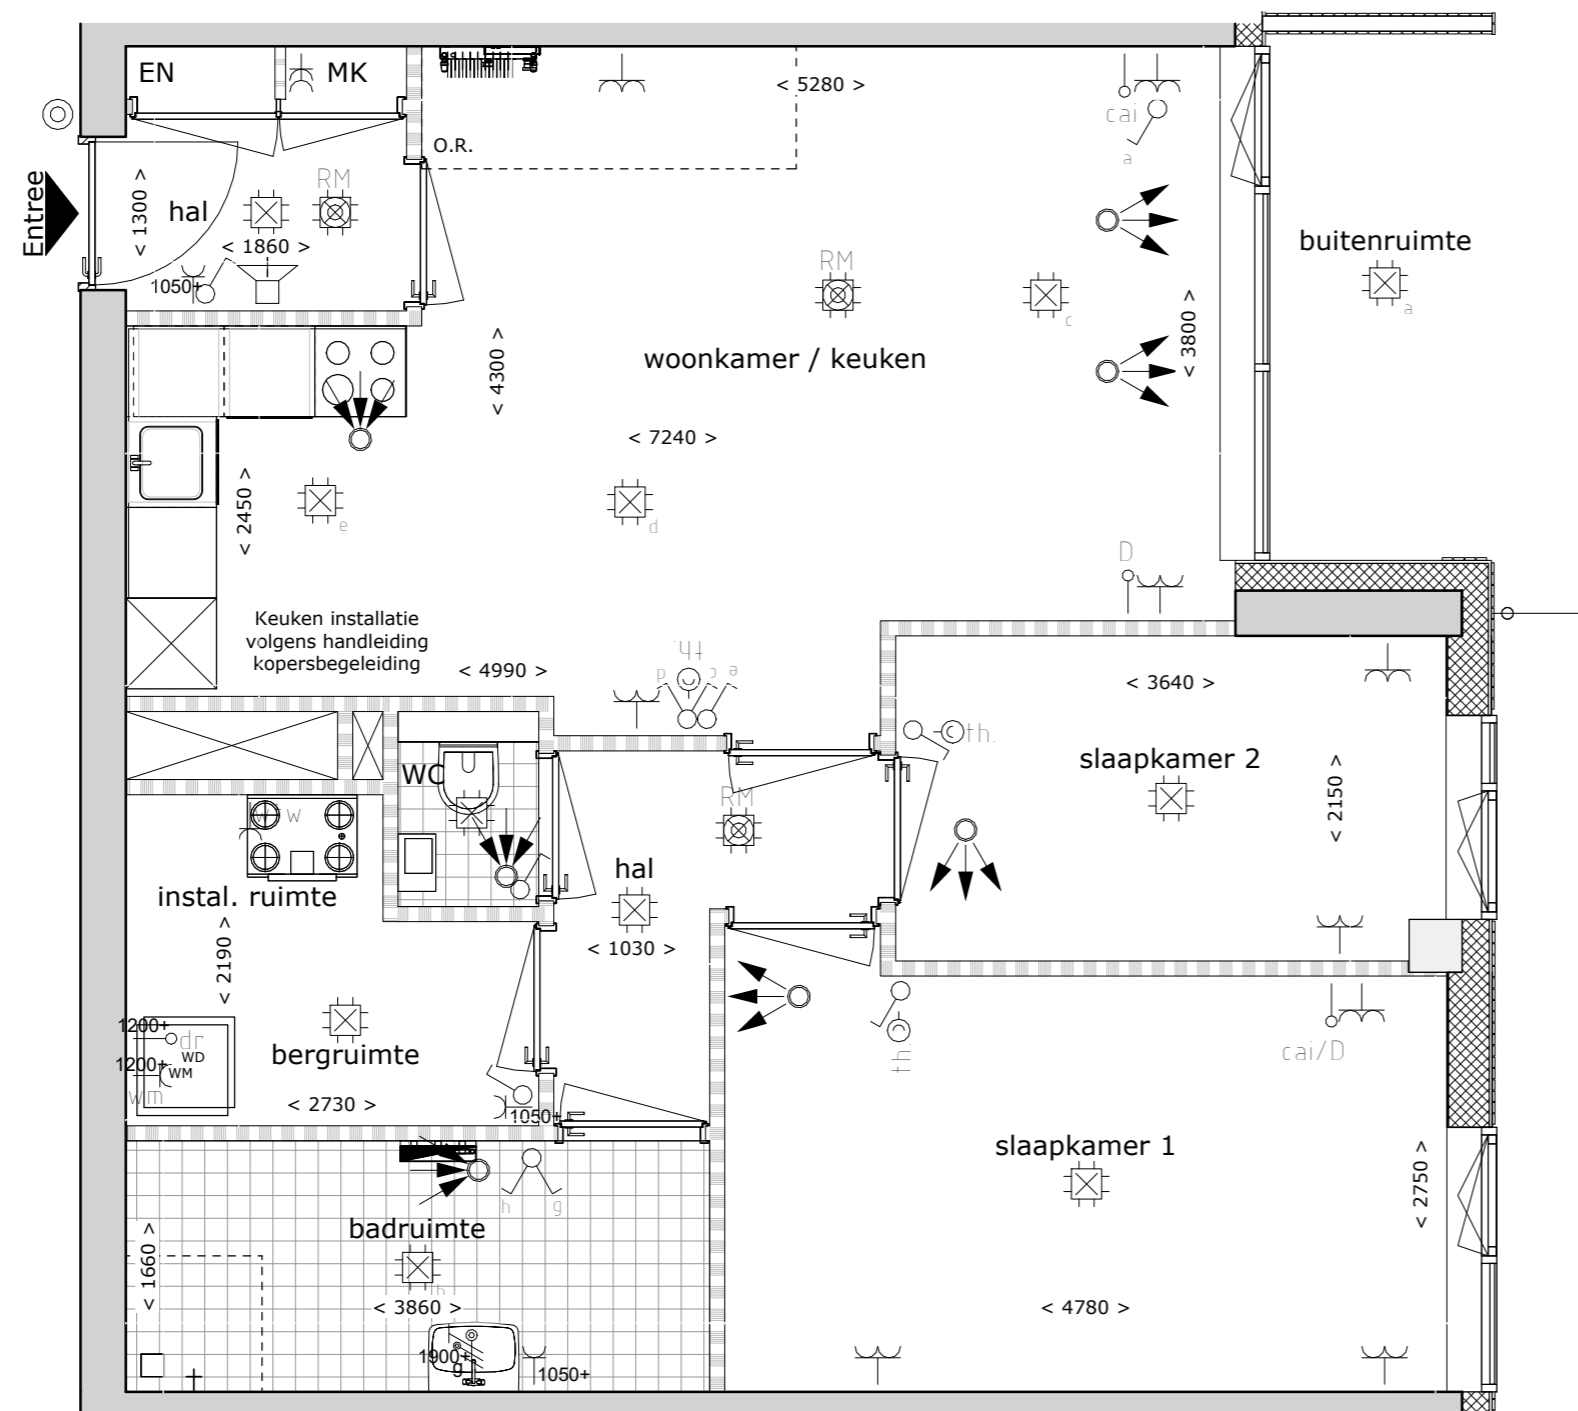 EN
MK
< 5280 >
cai
a
O.R.
Entree
< 1300 >
hal
RM
< 1860 >
1050+
buitenruimte
a
RM
c
< 3800 >
< 4300 >
woonkamer / keuken
< 7240 >
< 2450 >
e
d
D
Keuken installatie
volgens handleiding
kopersbegeleiding
< 4990 >
a
< 3640 >
th.
slaapkamer 2
< 2150 >
WC
RM
W
hal
instal. ruimte
< 1030 >
< 2190 >
1200+
dr
WD
1200+
WM
wm
bergruimte
< 2730 >
1050+
th.
cai/D
slaapkamer 1
< 2750 >
h
g
badruimte
< 1660 >
h
< 3860 >
< 4780 >
1900+
g
1050+